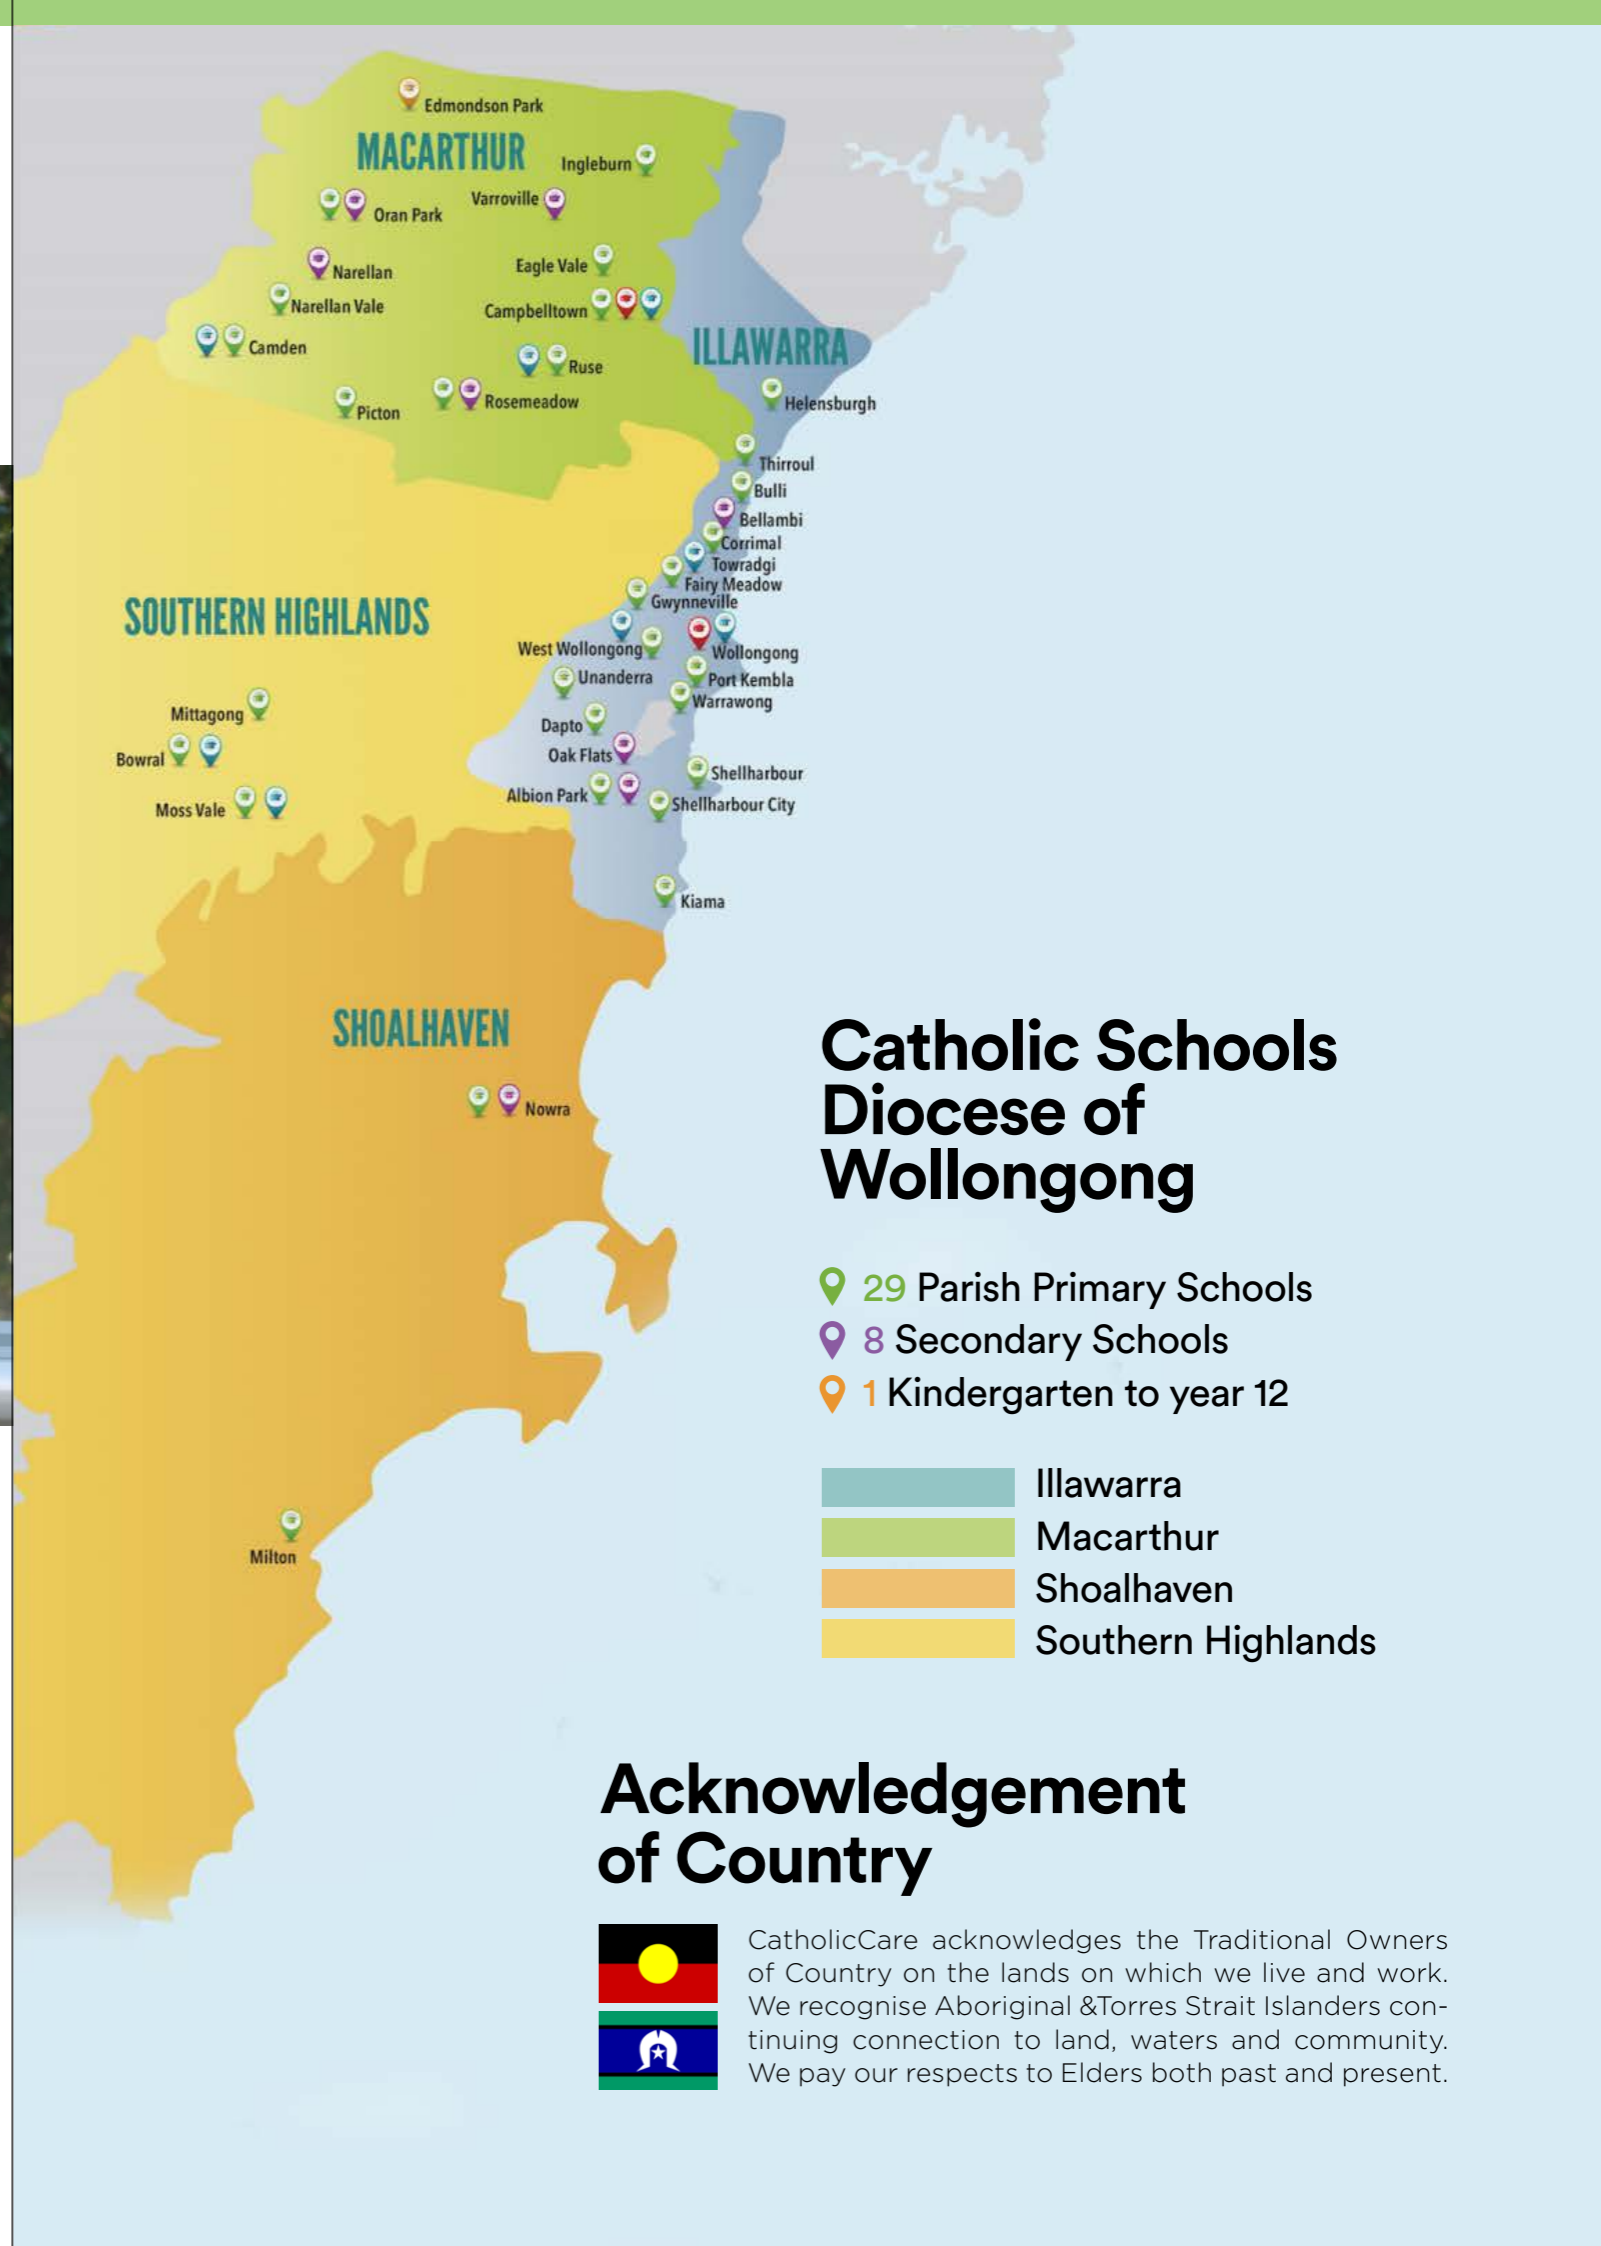 Edmondson Park
MACARTHUR
Ingleburn
Varroville
Oran Park
Narellan
Eagle Vale
Narellan Vale
Campbelltown
ILLAWARRA
Camden
Ruse
Rosemeadow
Picton
Helensburgh
Thirroul
Bulli
Bellambi
Corrimal
Towradgi
Fairy Meadow
Gwynneville
SOUTHERN HIGHLANDS
West Wollongong
Wollongong
Unanderra
Port Kembla
Warrawong
Mittagong
Dapto
Bowral
Oak Flats
Shellharbour
Albion Park
Shellharbour City
Moss Vale
Kiama
SHOALHAVEN
Nowra
Milton
Catholic Schools
Diocese of
Wollongong
29 Parish Primary Schools
8 Secondary Schools
1 Kindergarten to year 12
Illawarra
Macarthur
Shoalhaven
Southern Highlands
Acknowledgement
of Country
CatholicCare acknowledges the Traditional Owners
of Country on the lands on which we live and work.
We recognise Aboriginal &Torres Strait Islanders con-
tinuing connection to land, waters and community.
We pay our respects to Elders both past and present.